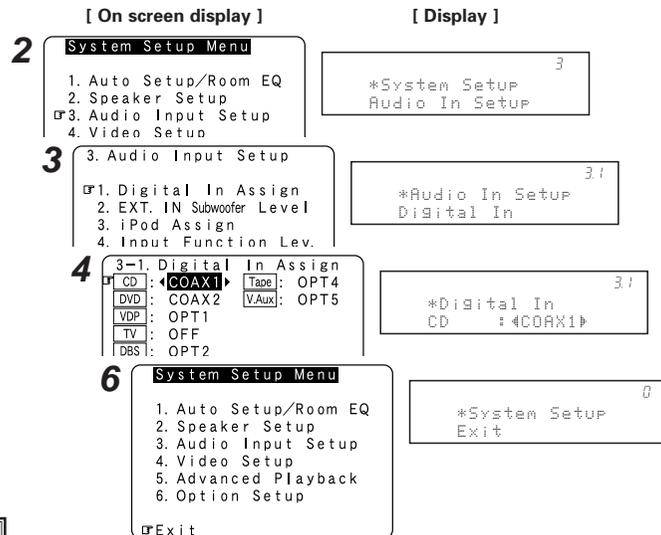 [ On screen display ]
[ Display ]
2
System Setup Menu
1. Auto Setup/Room EQ
2. Speaker Setup
☞3. Audio Input Setup
4. Video Setup
3
*System Setup
Audio In Setup
3
3. Audio Input Setup
☞1. Digital In Assign
2. EXT. IN Subwoofer Level
3. iPod Assign
4. Input Function Lev.
3.1
*Audio In Setup
Digital In
4
3-1. Digital In Assign
☞ CD : ◀COAX1▶ Tape : OPT4
DVD : COAX2 V.Aux : OPT5
VDP : OPT1
TV : OFF
DBS : OPT2
3.1
*Digital In
CD :◀COAX1▶
6
System Setup Menu
1. Auto Setup/Room EQ
2. Speaker Setup
3. Audio Input Setup
4. Video Setup
5. Advanced Playback
6. Option Setup
☞Exit
0
*System Setup
Exit